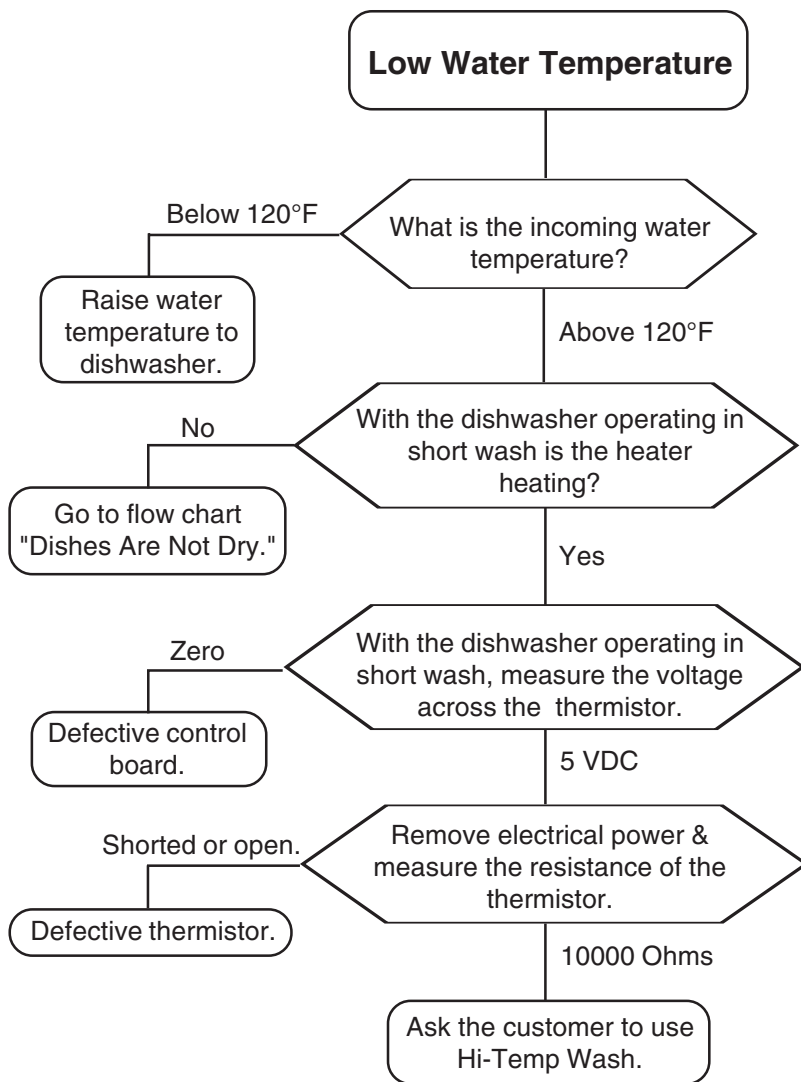 Low Water Temperature
Below 120°F
What is the incoming water
temperature?
Raise water
temperature to
dishwasher.
Above 120°F
No
With the dishwasher operating in
short wash is the heater
heating?
Go to flow chart
"Dishes Are Not Dry."
Yes
Zero
With the dishwasher operating in
short wash, measure the voltage
across the thermistor.
Defective control
board.
5 VDC
Shorted or open.
Remove electrical power &
measure the resistance of the
thermistor.
Defective thermistor.
10000 Ohms
Ask the customer to use
Hi-Temp Wash.